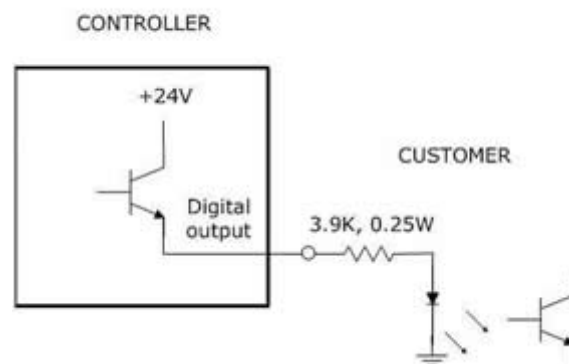 CONTROLLER
+24V
CUSTOMER
Digital
output
3.9K, 0.25W